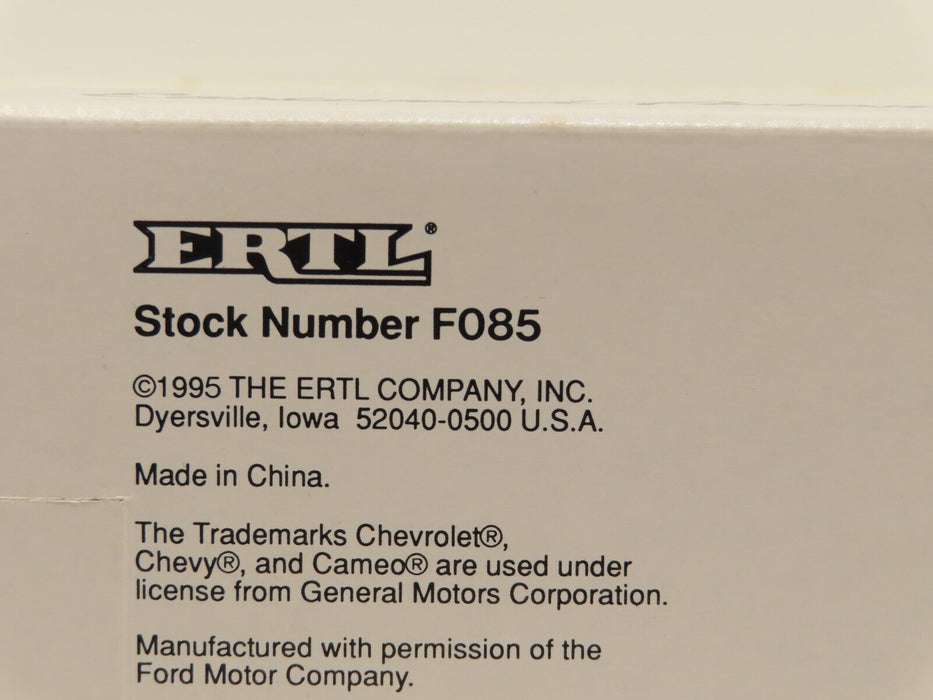 ERTL®
Stock Number F085
©1995 THE ERTL COMPANY, INC.
Dyersville, Iowa 52040-0500 U.S.A.
Made in China.
The Trademarks Chevrolet®,
Chevy®, and Cameo® are used under
license from General Motors Corporation.
Manufactured with permission of the
Ford Motor Company.